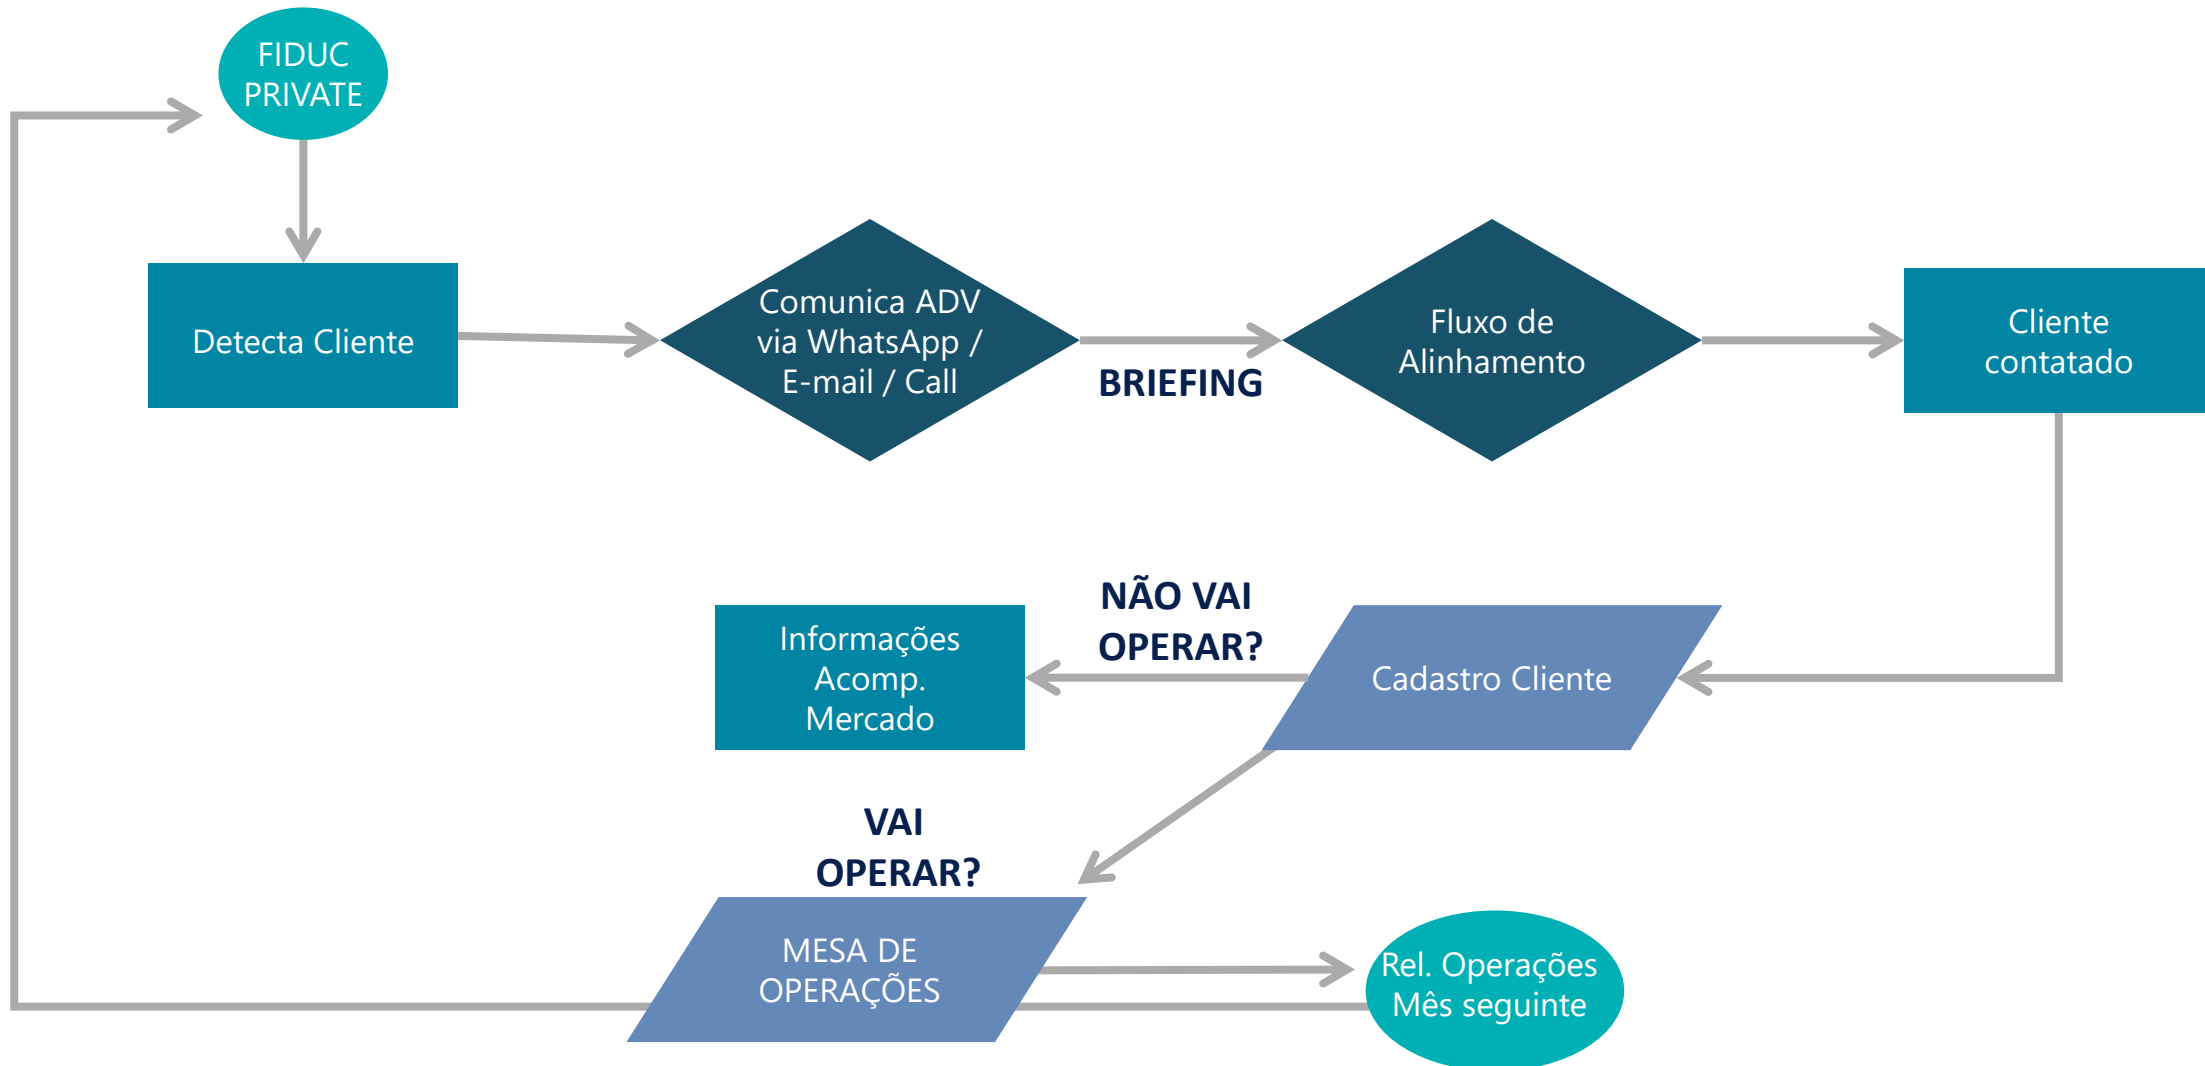 FIDUC
PRIVATE
Detecta Cliente
Comunica ADV
via WhatsApp /
E-mail / Call
BRIEFING
Fluxo de
Alinhamento
Cliente
contatado
NÃO VAI
OPERAR?
Informações
Acomp.
Mercado
Cadastro Cliente
VAI
OPERAR?
MESA DE
OPERAÇÕES
Rel. Operações
Mês seguinte